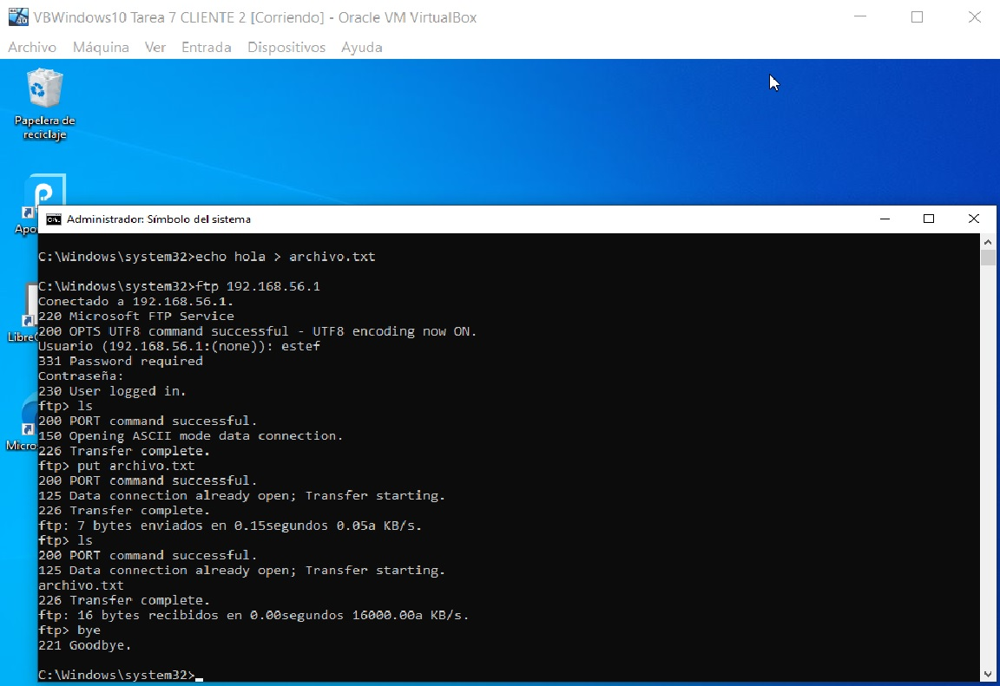 VBWindows10 Tarea 7 CLIENTE 2 [Corriendo] - Oracle VM VirtualBox
Archivo Máquina Ver Entrada Dispositivos Ayuda
Papelera de
reciclaje
Apo
Libre
Micro
Administrador: Símbolo del sistema
C:\Windows\system32>echo hola > archivo.txt
C:\Windows\system32>ftp 192.168.56.1
Conectado a 192.168.56.1.
220 Microsoft FTP Service
200 OPTS UTF8 command successful - UTF8 encoding now ON.
Usuario (192.168.56.1:(none)): estef
331 Password required
Contraseña:
230 User logged in.
ftp> ls
200 PORT command successful.
150 Opening ASCII mode data connection.
226 Transfer complete.
ftp> put archivo.txt
200 PORT command successful.
125 Data connection already open; Transfer starting.
226 Transfer complete.
ftp: 7 bytes enviados en 0.15segundos 0.05a KB/s.
ftp> ls
200 PORT command successful.
125 Data connection already open; Transfer starting.
archivo.txt
226 Transfer complete.
ftp: 16 bytes recibidos en 0.00segundos 16000.00a KB/s.
ftp> bye
221 Goodbye.
C:\Windows\system32>